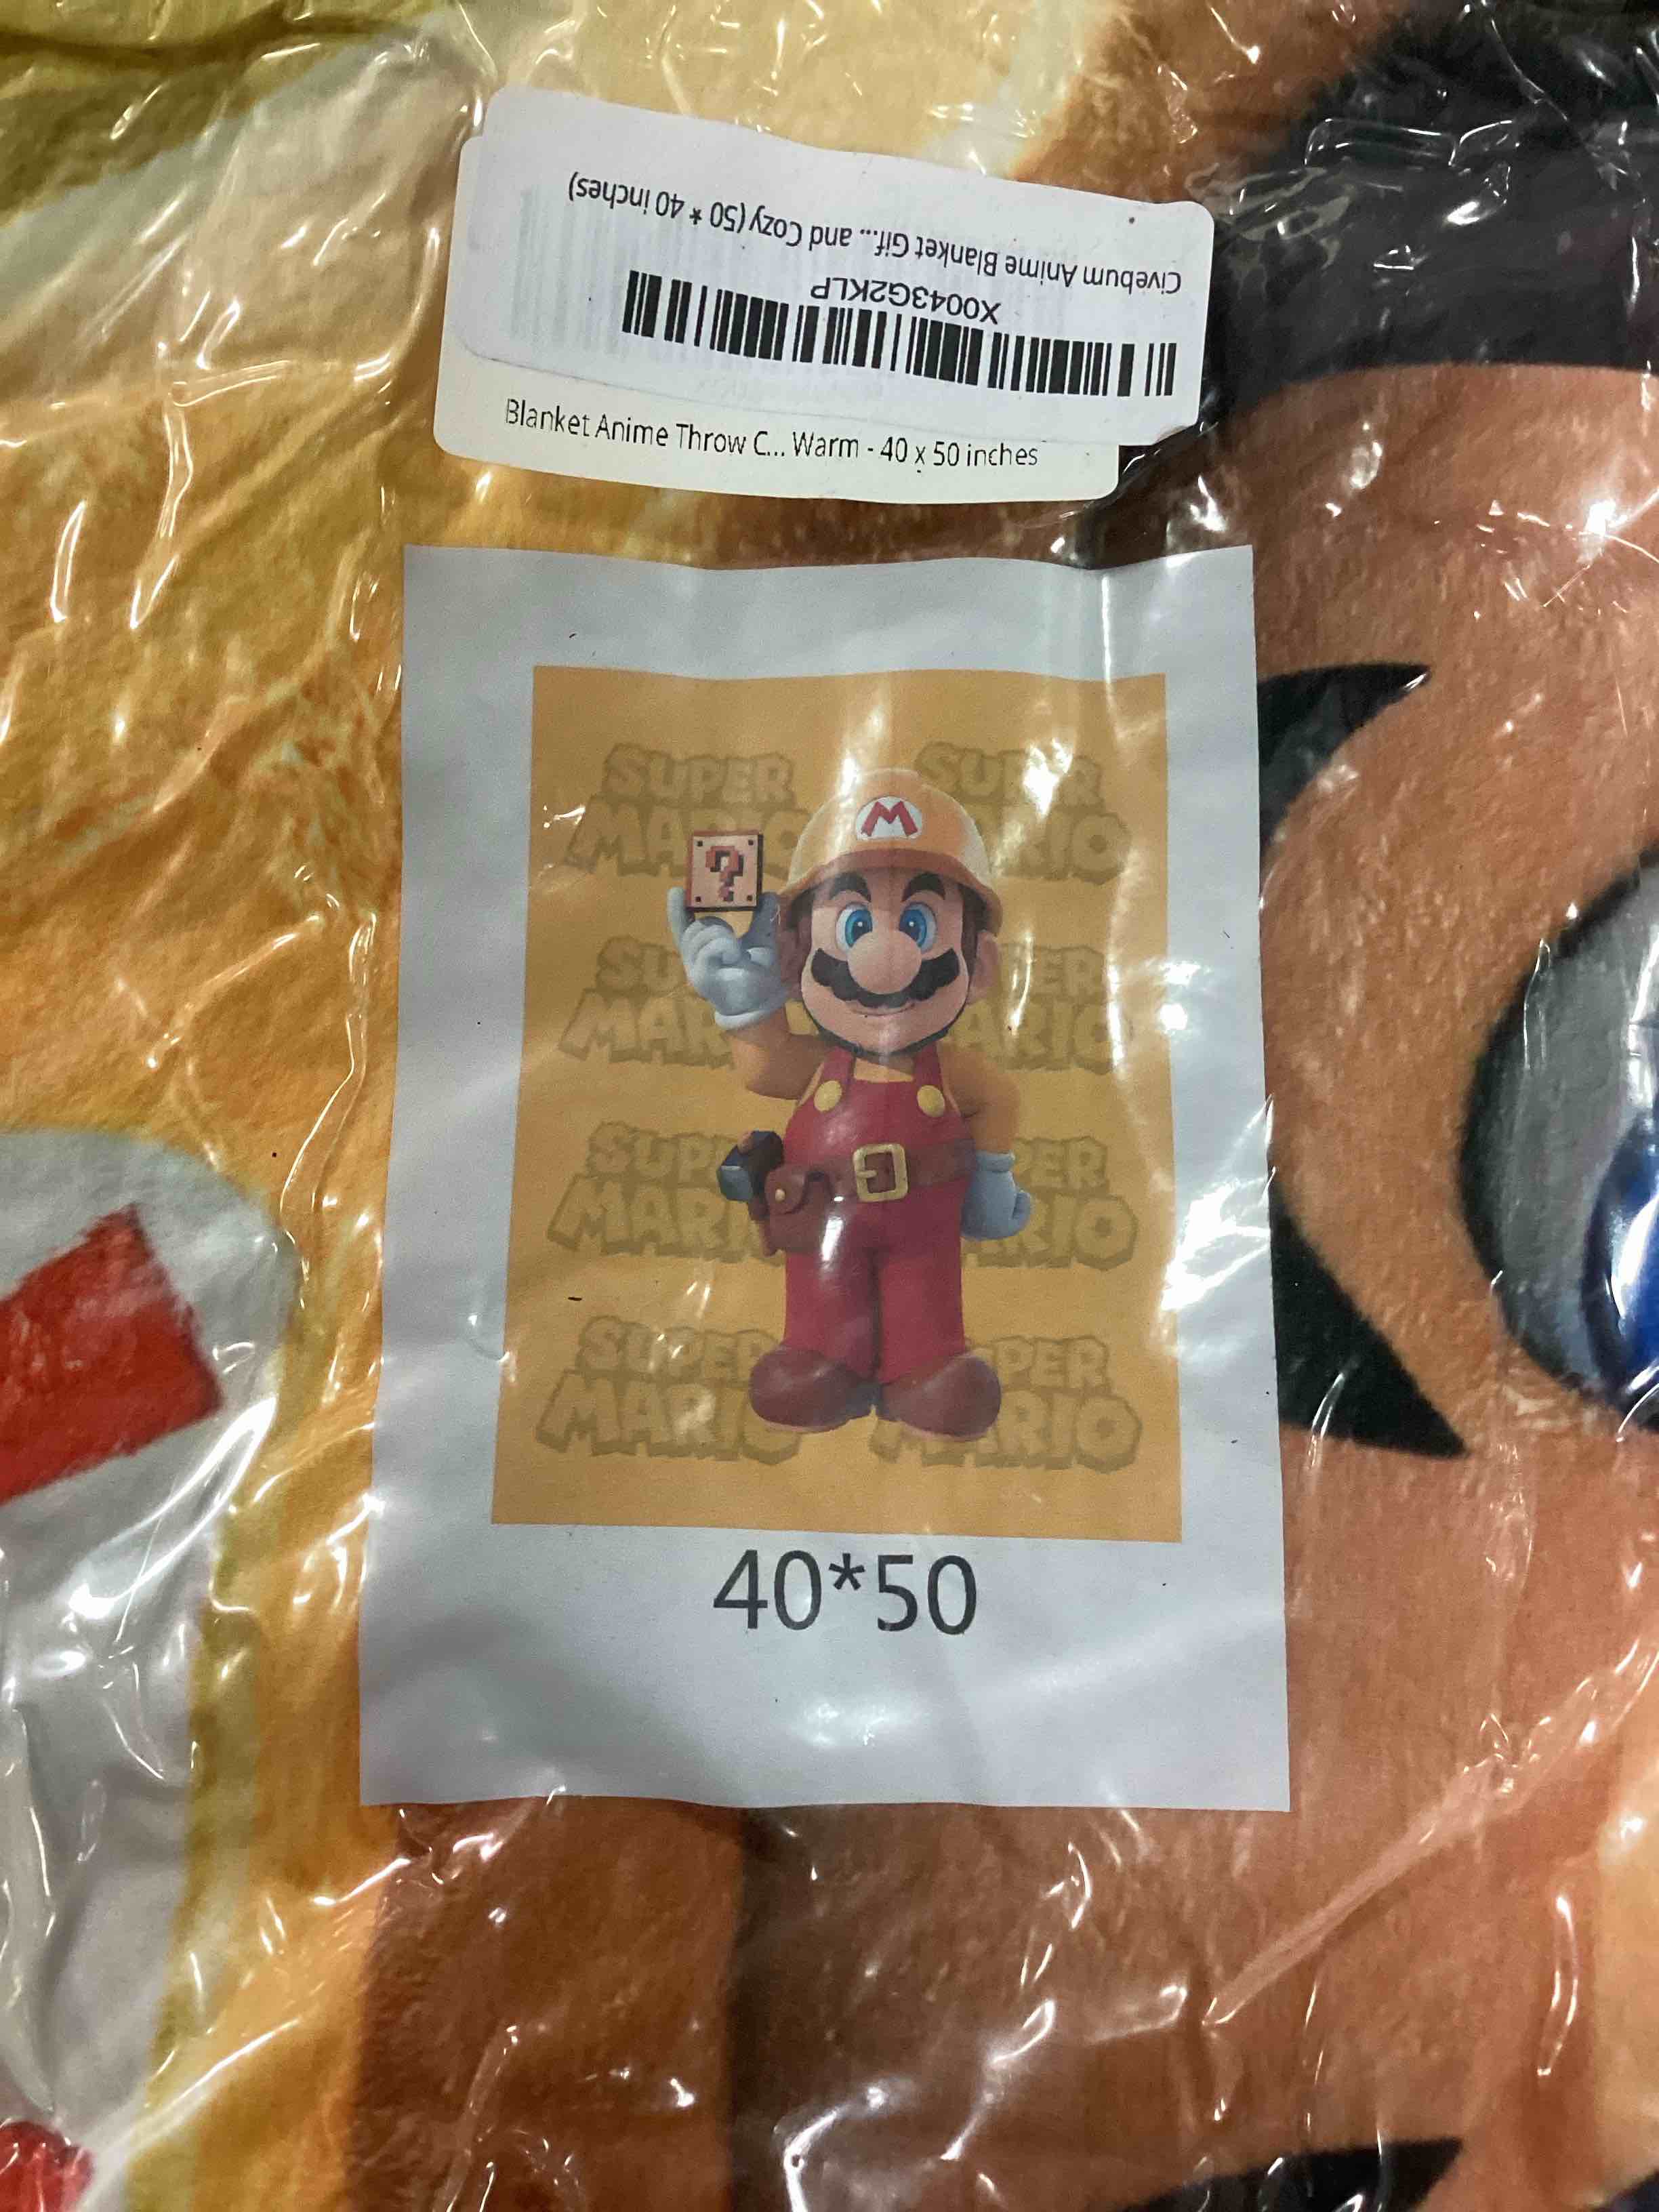 Civebum Anime Blanket Gif... and Cozy (50 * 40 inches)
X0043G2KLP
Blanket Anime Throw C... Warm - 40 x 50 inches
SUPER MARIO
SUPER MARIO
M
?
SUPER MARIO
SUPER MARIO
SUPER MARIO
SUPER MARIO
SUPER MARIO
SUPER MARIO
40*50